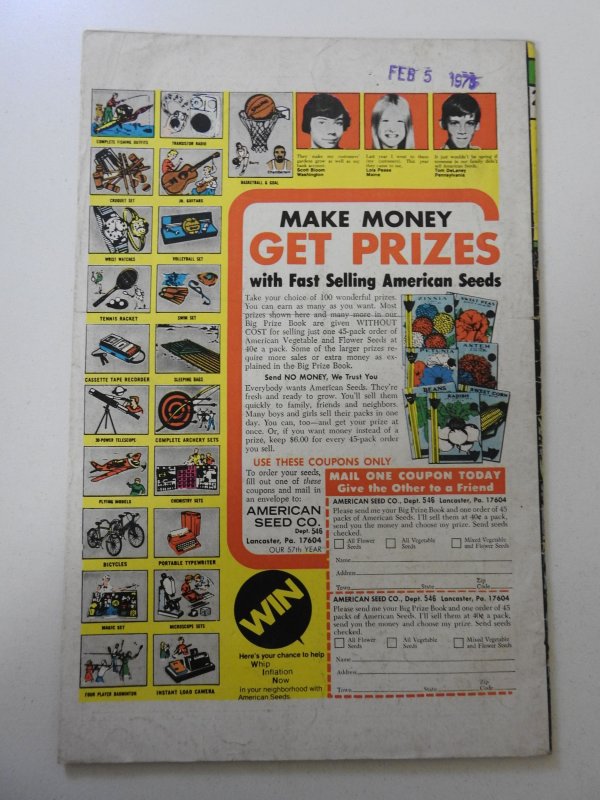 FEB 5 1975
COMPLETE FISHING OUTFITS
TRANSISTOR RADIO
BASKETBALL & GOAL
Barry
Chamberlain
They make my customers'
gardens grow as well as my
bank account.
Scott Bloom
Washington
Last year I went to them
(my customers). This year
they came to me.
Lola Pease
Maine
It just wouldn't be spring if
someone in our family didn't
sell American Seeds.
Tom DeLaney
Pennsylvania
CROQUET SET
JR. GUITARS
WRIST WATCHES
VOLLEYBALL SET
TENNIS RACKET
SWIM SET
CASSETTE TAPE RECORDER
SLEEPING BAGS
30-POWER TELESCOPE
COMPLETE ARCHERY SETS
FLYING MODELS
CHEMISTRY SETS
BICYCLES
PORTABLE TYPEWRITER
MAGIC SET
MICROSCOPE SETS
FOUR PLAYER BADMINTON
INSTANT LOAD CAMERA
MAKE MONEY
GET PRIZES
with Fast Selling American Seeds
Take your choice of 100 wonderful prizes.
You can earn as many as you want. Most
prizes shown here and many more in our
Big Prize Book are given WITHOUT
COST for selling just one 45-pack order of
American Vegetable and Flower Seeds at
40¢ a pack. Some of the larger prizes re-
quire more sales or extra money as ex-
plained in the Big Prize Book.
Send NO MONEY, We Trust You
Everybody wants American Seeds. They're
fresh and ready to grow. You'll sell them
quickly to family, friends and neighbors.
Many boys and girls sell their packs in one
day. You can, too—and get your prize at
once. Or, if you want money instead of a
prize, keep $6.00 for every 45-pack order
you sell.
ZINNIA
SWEET PEAS
PETUNIA
ASTER
BEANS
RADISH
SWEET CORN
USE THESE COUPONS ONLY
To order your seeds,
fill out one of these
coupons and mail in
an envelope to:
AMERICAN
SEED CO.
Dept. 546
Lancaster, Pa. 17604
OUR 57th YEAR
MAIL ONE COUPON TODAY
Give the Other to a Friend
AMERICAN SEED CO., Dept. 546 Lancaster, Pa. 17604
Please send me your Big Prize Book and one order of 45
packs of American Seeds. I'll sell them at 40¢ a pack,
send you the money and choose my prize. Send seeds
checked.
All Flower Seeds
All Vegetable Seeds
Mixed Vegetable and Flower Seeds
Name
Address
Town State Zip Code
AMERICAN SEED CO., Dept. 546 Lancaster, Pa. 17604
Please send me your Big Prize Book and one order of 45
packs of American Seeds. I'll sell them at 40¢ a pack,
send you the money and choose my prize. Send seeds
checked.
All Flower Seeds
All Vegetable Seeds
Mixed Vegetable and Flower Seeds
Name
Address
Town State Zip Code
WIN
Here's your chance to help
Whip
Inflation
Now
in your neighborhood with
American Seeds.